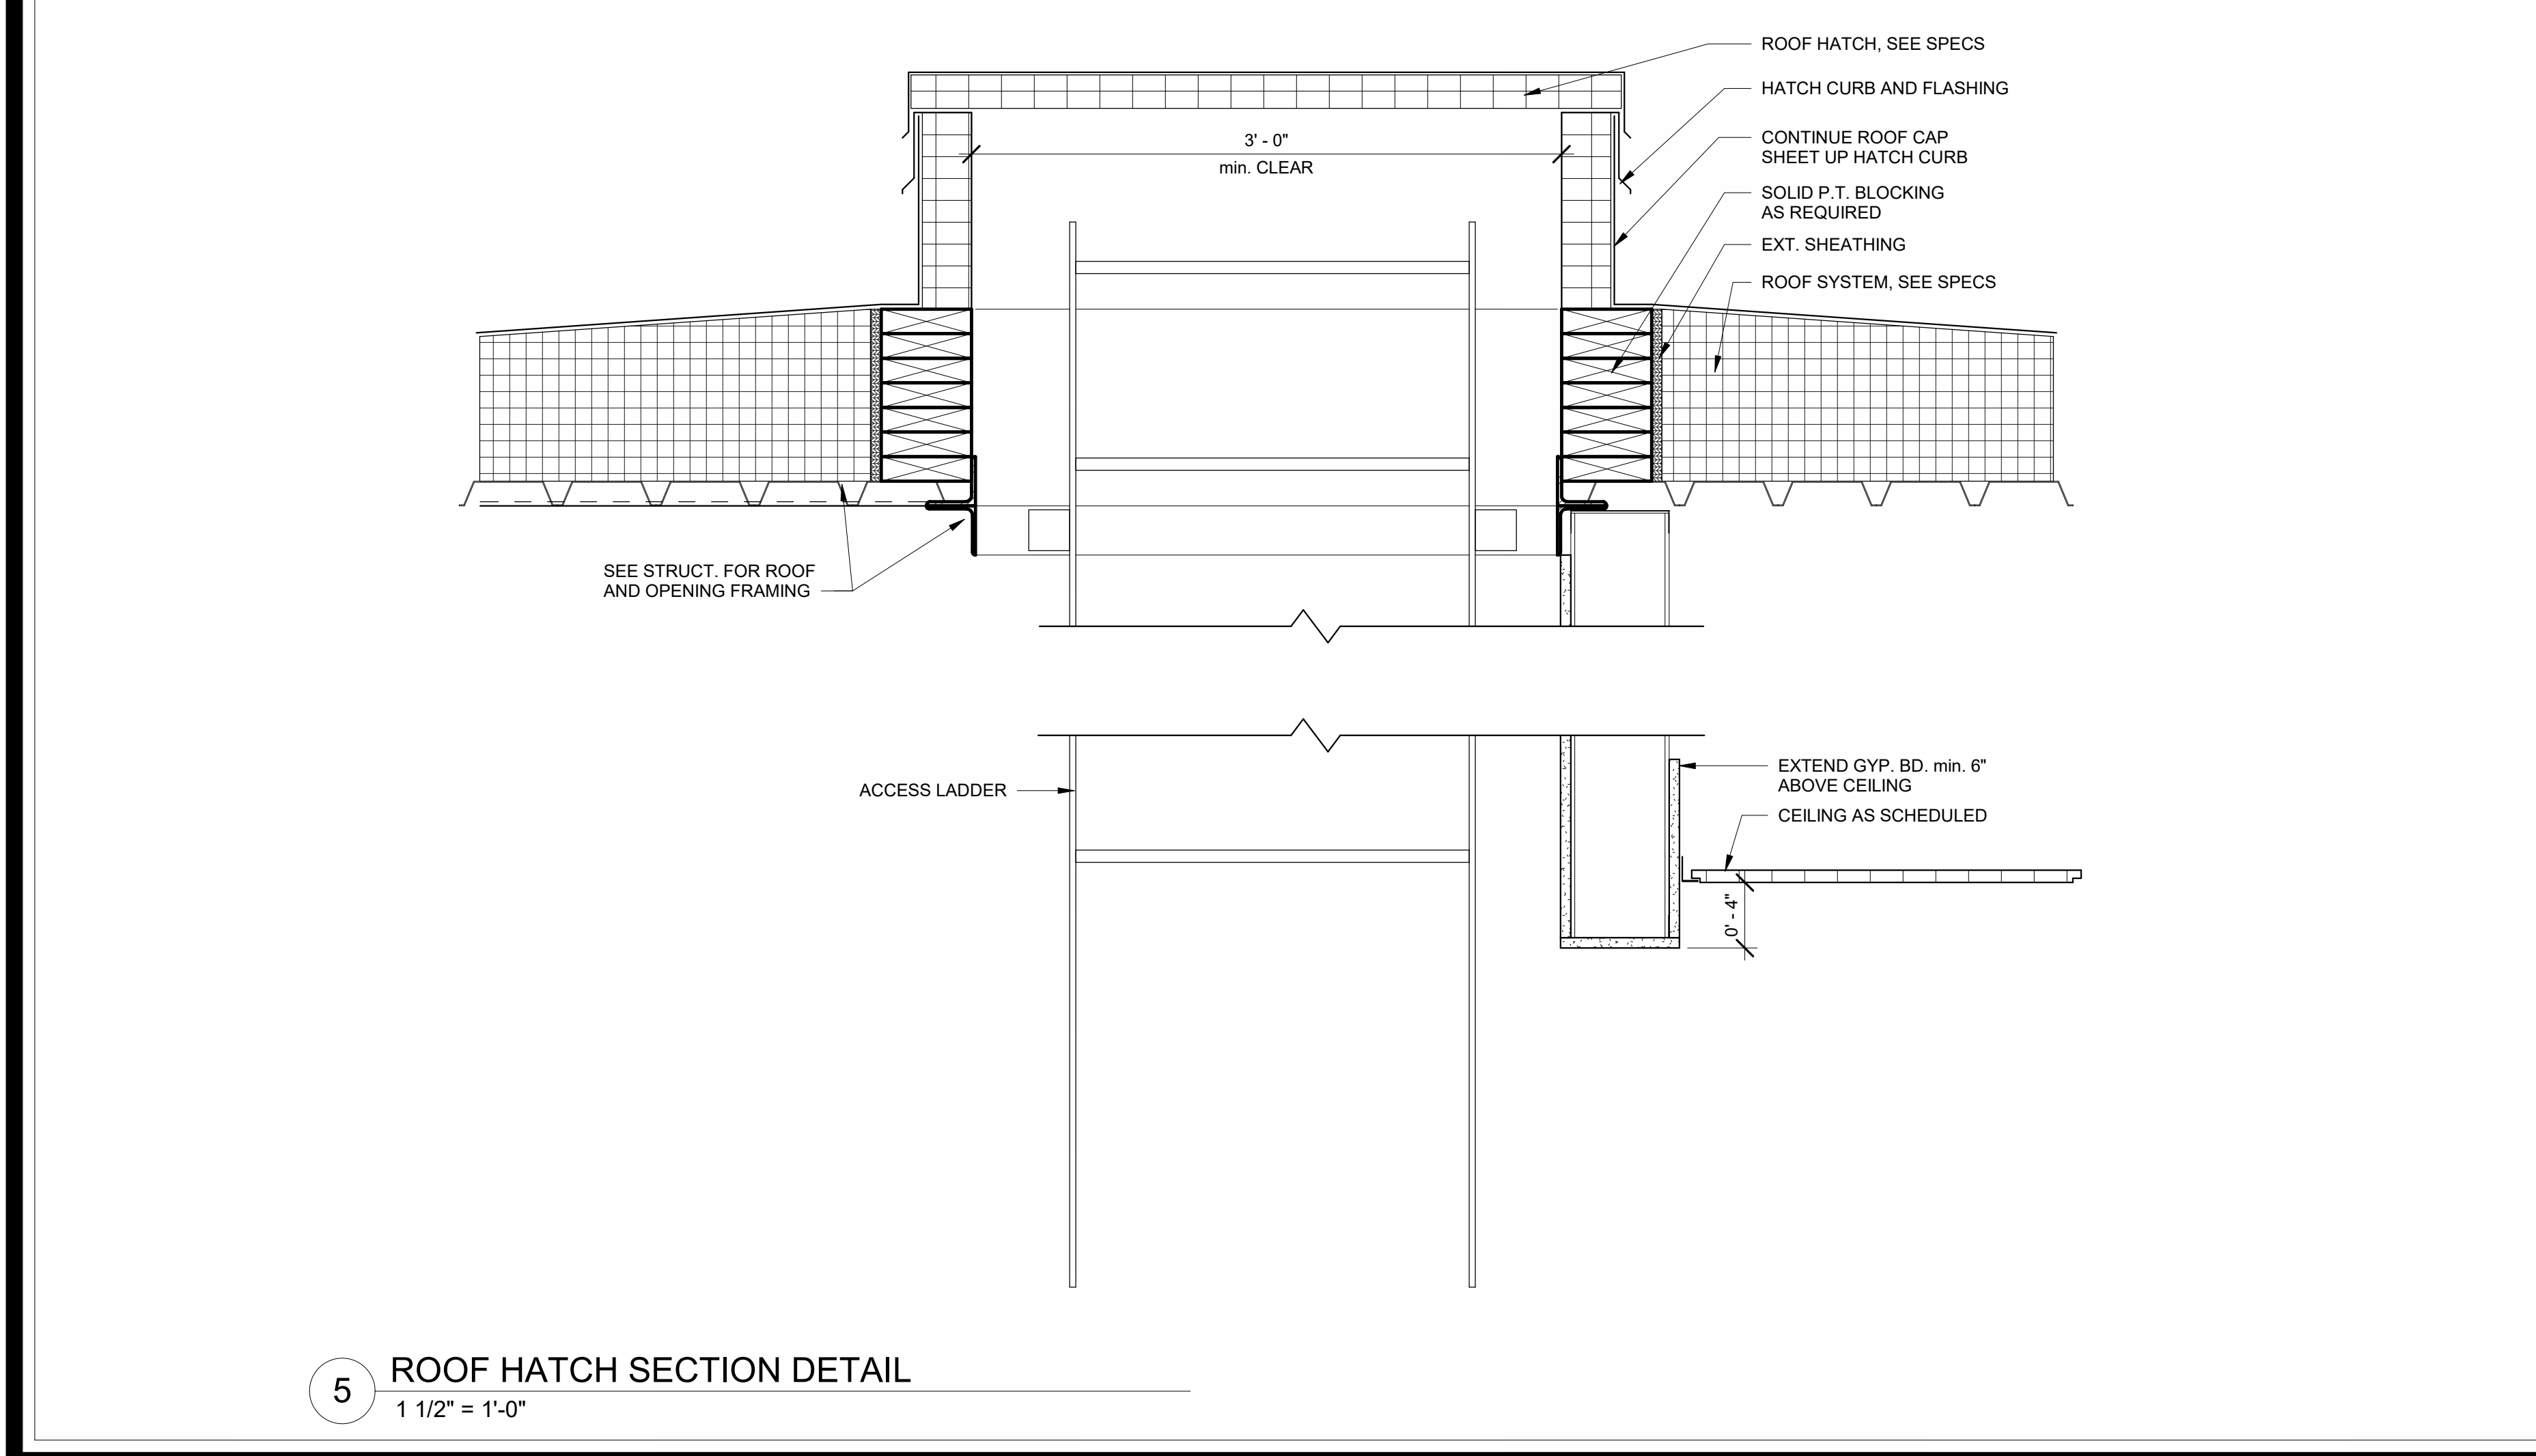 ROOF HATCH, SEE SPECS
HATCH CURB AND FLASHING
3' - 0"
min. CLEAR
CONTINUE ROOF CAP
SHEET UP HATCH CURB
SOLID P.T. BLOCKING
AS REQUIRED
EXT. SHEATHING
ROOF SYSTEM, SEE SPECS
SEE STRUCT. FOR ROOF
AND OPENING FRAMING
ACCESS LADDER
EXTEND GYP. BD. min. 6"
ABOVE CEILING
CEILING AS SCHEDULED
0' - 4"
5
ROOF HATCH SECTION DETAIL
1 1/2" = 1'-0"